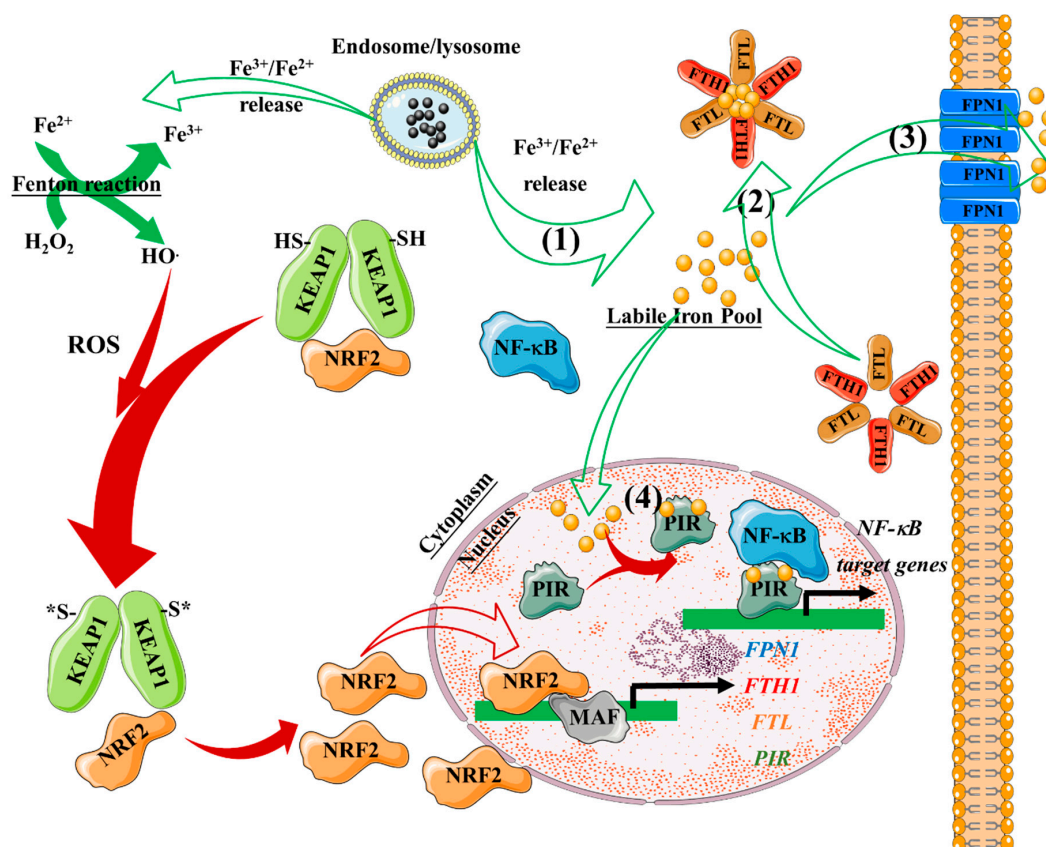 Endosome/lysosome
Fe³⁺/Fe²⁺
release
Fe²⁺
Fe³⁺
Fenton reaction
H₂O₂
HO·
ROS
Fe³⁺/Fe²⁺
release
(1)
HS-
-SH
KEAP1
KEAP1
NRF2
NF-κB
FTL
FTH1
FTH1
FTL
FTL
FTH1
(2)
(3)
FPN1
FPN1
FPN1
FPN1
Labile Iron Pool
FTL
FTH1
FTH1
FTL
FTL
FTH1
Cytoplasm
Nucleus
(4)
PIR
PIR
NF-κB
PIR
NF-κB
target genes
*S-
-S*
KEAP1
KEAP1
NRF2
NRF2
NRF2
NRF2
NRF2
MAF
FPN1
FTH1
FTL
PIR